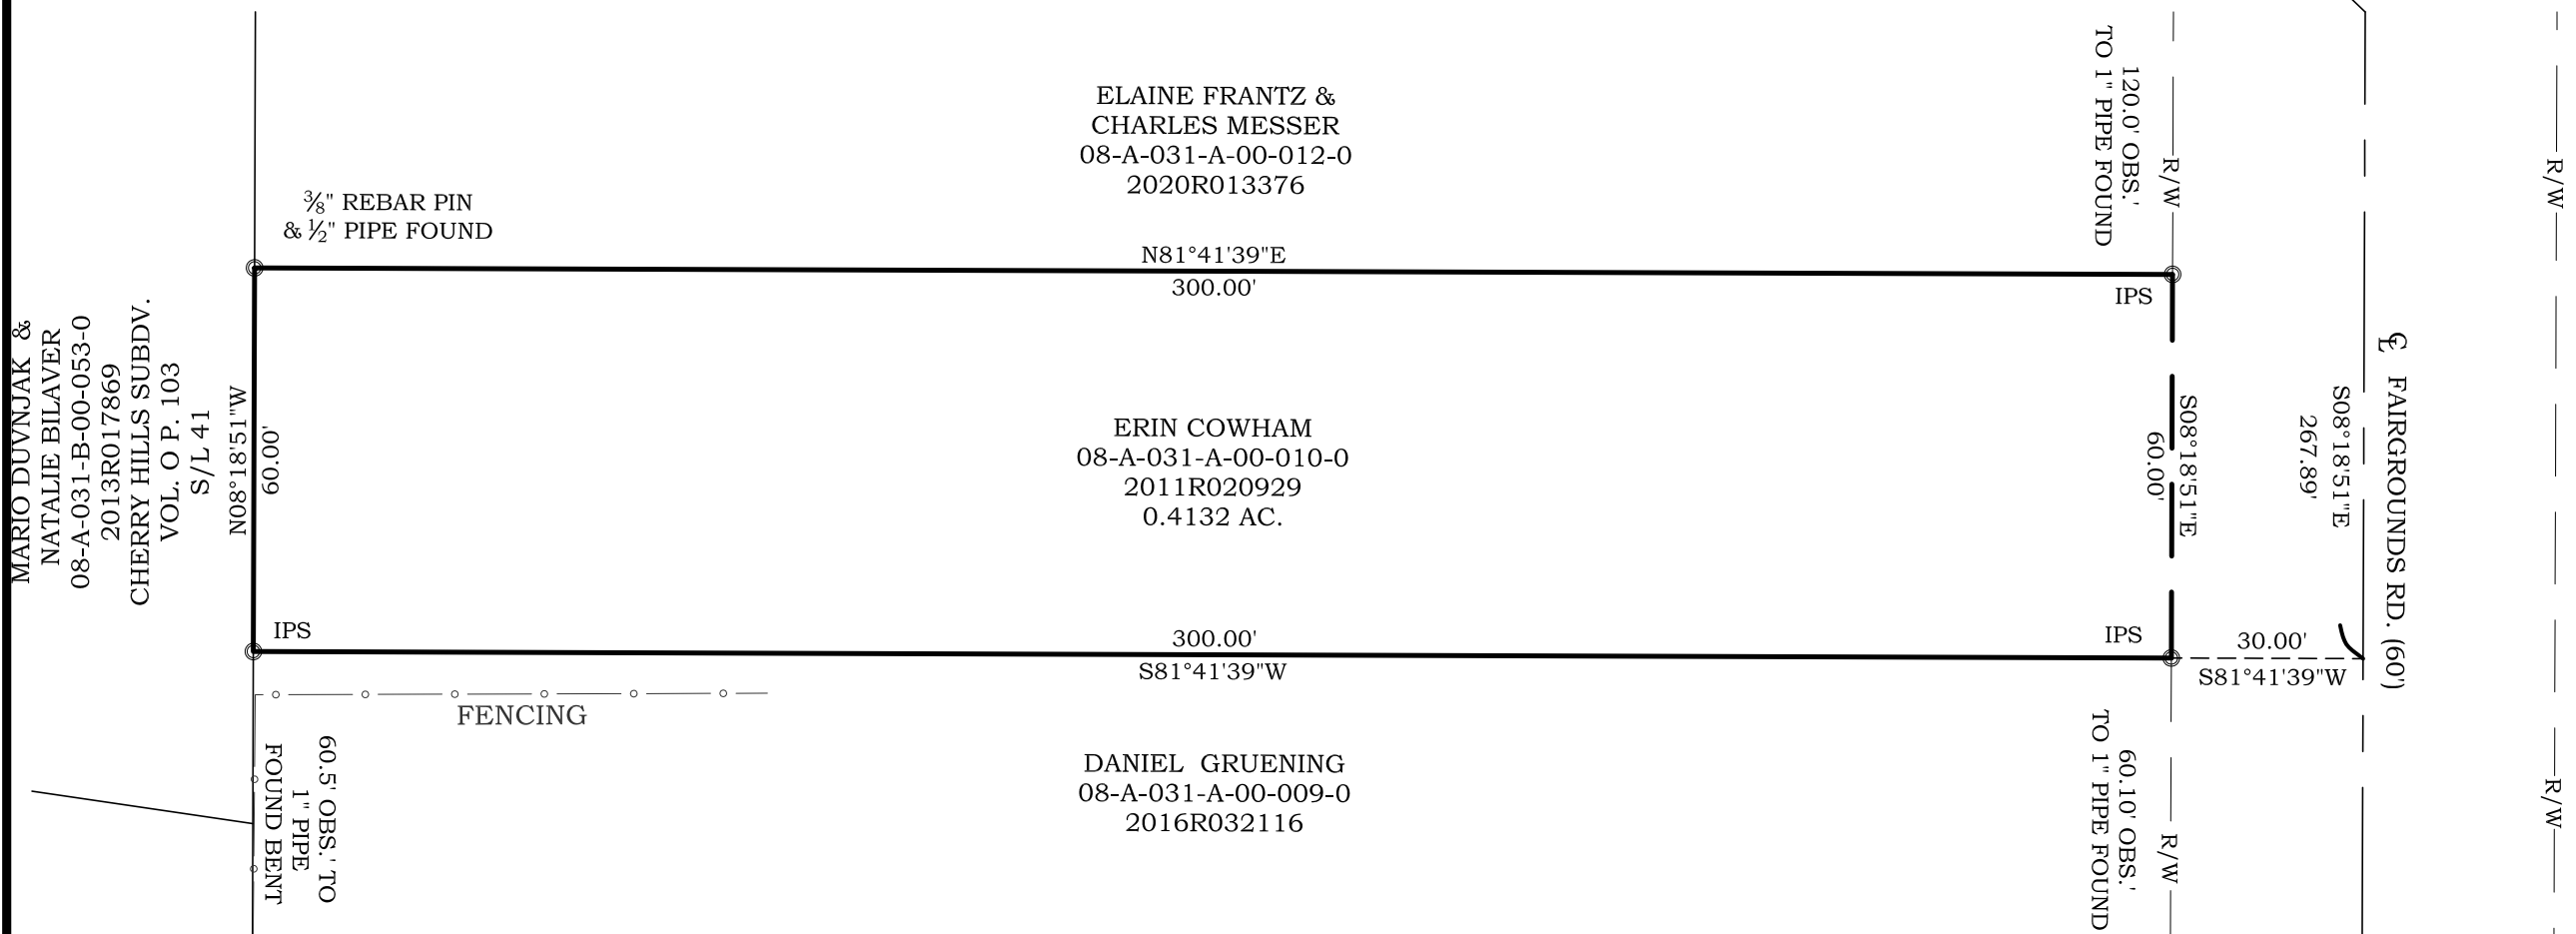 ELAINE FRANTZ &
CHARLES MESSER
08-A-031-A-00-012-0
2020R013376
120.0' OBS.'
TO 1" PIPE FOUND
R/W
R/W
⅜" REBAR PIN
& ½" PIPE FOUND
N81°41'39"E
300.00'
IPS
MARIO DUVNJAK &
NATALIE BILAVER
08-A-031-B-00-053-0
2013R017869
CHERRY HILLS SUBDV.
VOL. O P. 103
S/L 41
N08°18'51"W
60.00'
ERIN COWHAM
08-A-031-A-00-010-0
2011R020929
0.4132 AC.
S08°18'51"E
60.00'
S08°18'51"E
267.89'
℄ FAIRGROUNDS RD. (60')
IPS
300.00'
S81°41'39"W
IPS
30.00'
S81°41'39"W
FENCING
60.5' OBS.' TO
1" PIPE
FOUND BENT
DANIEL GRUENING
08-A-031-A-00-009-0
2016R032116
60.10' OBS.'
TO 1" PIPE FOUND
R/W
R/W